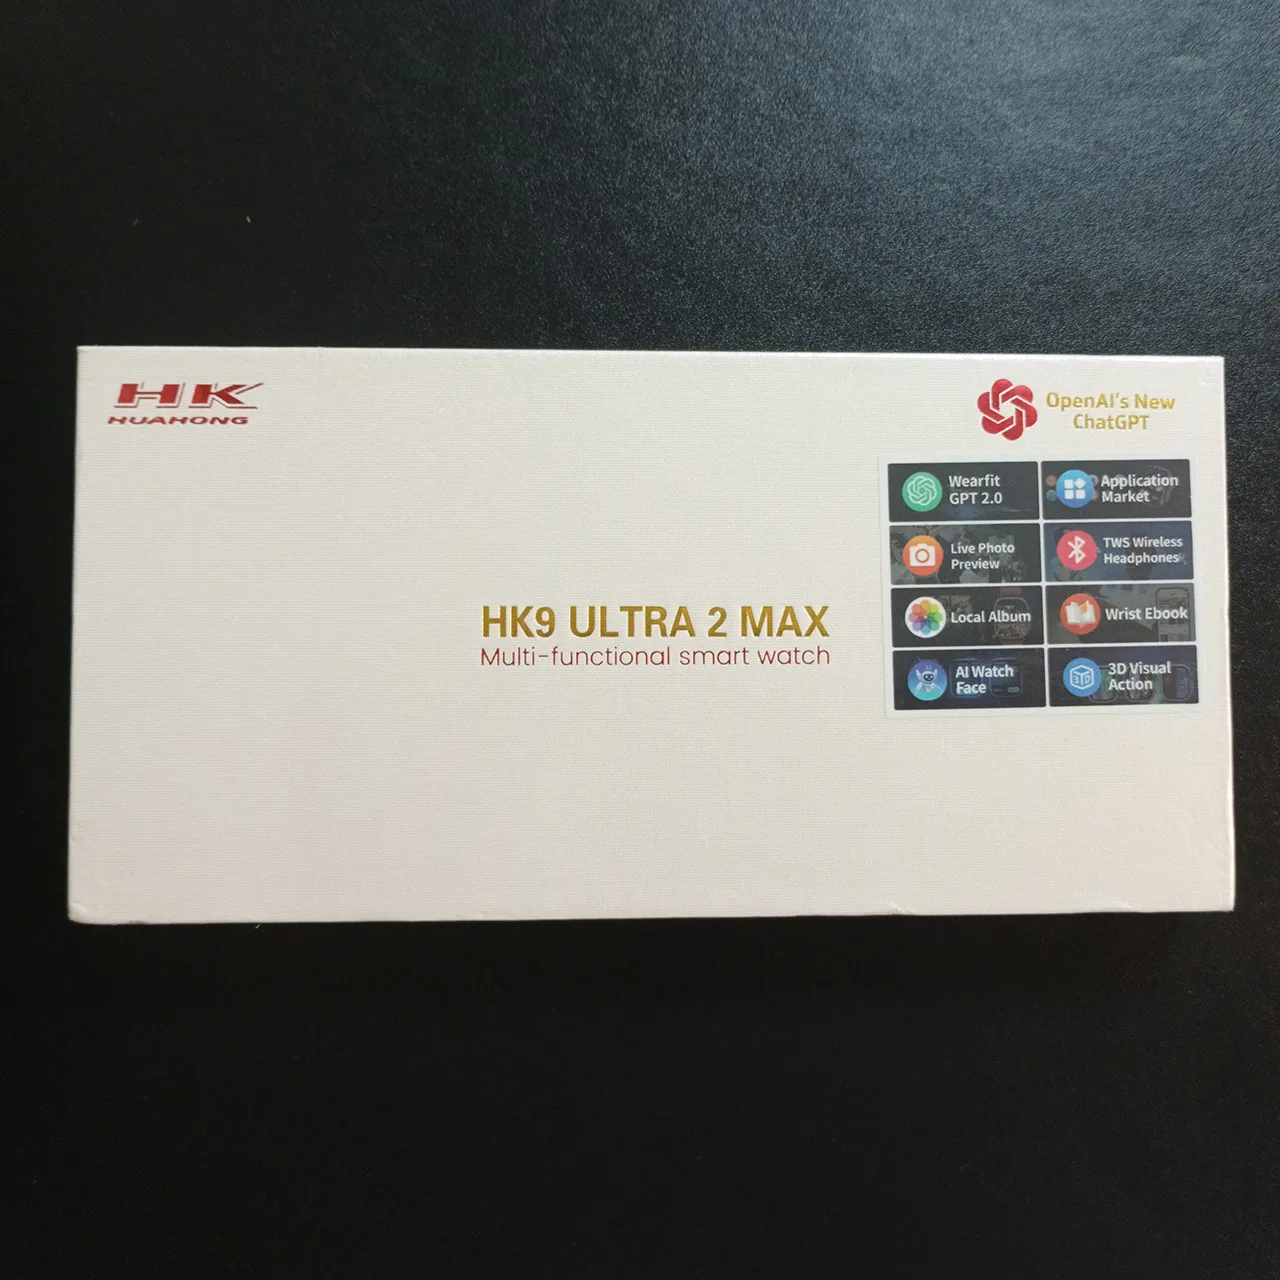 HK
HUAHONG
OpenAI's New
ChatGPT
Wearfit
GPT 2.0
Application
Market
Live Photo
Preview
TWS Wireless
Headphones
Local Album
Wrist Ebook
AI Watch
Face
3D
3D Visual
Action
HK9 ULTRA 2 MAX
Multi-functional smart watch